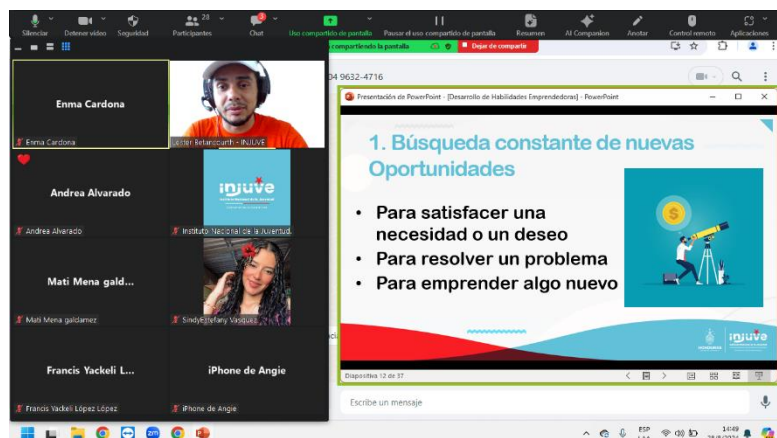 23
3
Silenciar
Detener video
Seguridad
Participantes
Chat
Uso compartido de pantalla
Pausar el uso compartido de pantalla
Resumen
AI Companion
Anotar
Control remoto
Aplicaciones
compartiendo la pantalla
Dejar de compartir
Enma Cardona
Enma Cardona
Lester Betancourth - INJUVE
Andrea Alvarado
Andrea Alvarado
injuve
Instituto Nacional de la Juventud.
Mati Mena gald...
Mati Mena galdamez
SindyEstefany Vasquez
Francis Yackeli L...
Francis Yackeli López López
iPhone de Angie
iPhone de Angie
04 9632-4716
Presentación de PowerPoint - [Desarrollo de Habilidades Emprendedoras] - PowerPoint
1. Búsqueda constante de nuevas
Oportunidades
• Para satisfacer una
necesidad o un deseo
• Para resolver un problema
• Para emprender algo nuevo
injuve
Diapositiva 12 de 37
Escribe un mensaje
ESP
14:49